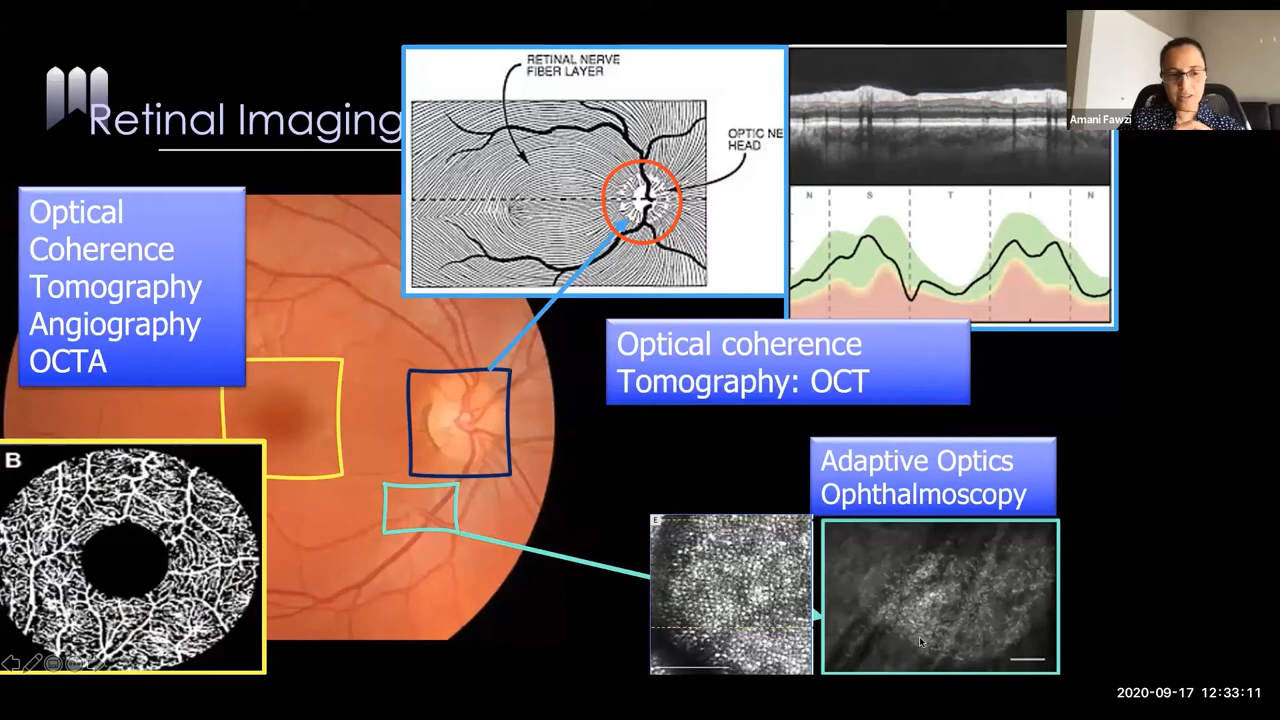 Retinal Imaging
Optical
Coherence
Tomography
Angiography
OCTA
RETINAL NERVE
FIBER LAYER
OPTIC NE
HEAD
Amani Fawzi
N S T I N
Optical coherence
Tomography: OCT
Adaptive Optics
Ophthalmoscopy
B
E
2020-09-17 12:33:11